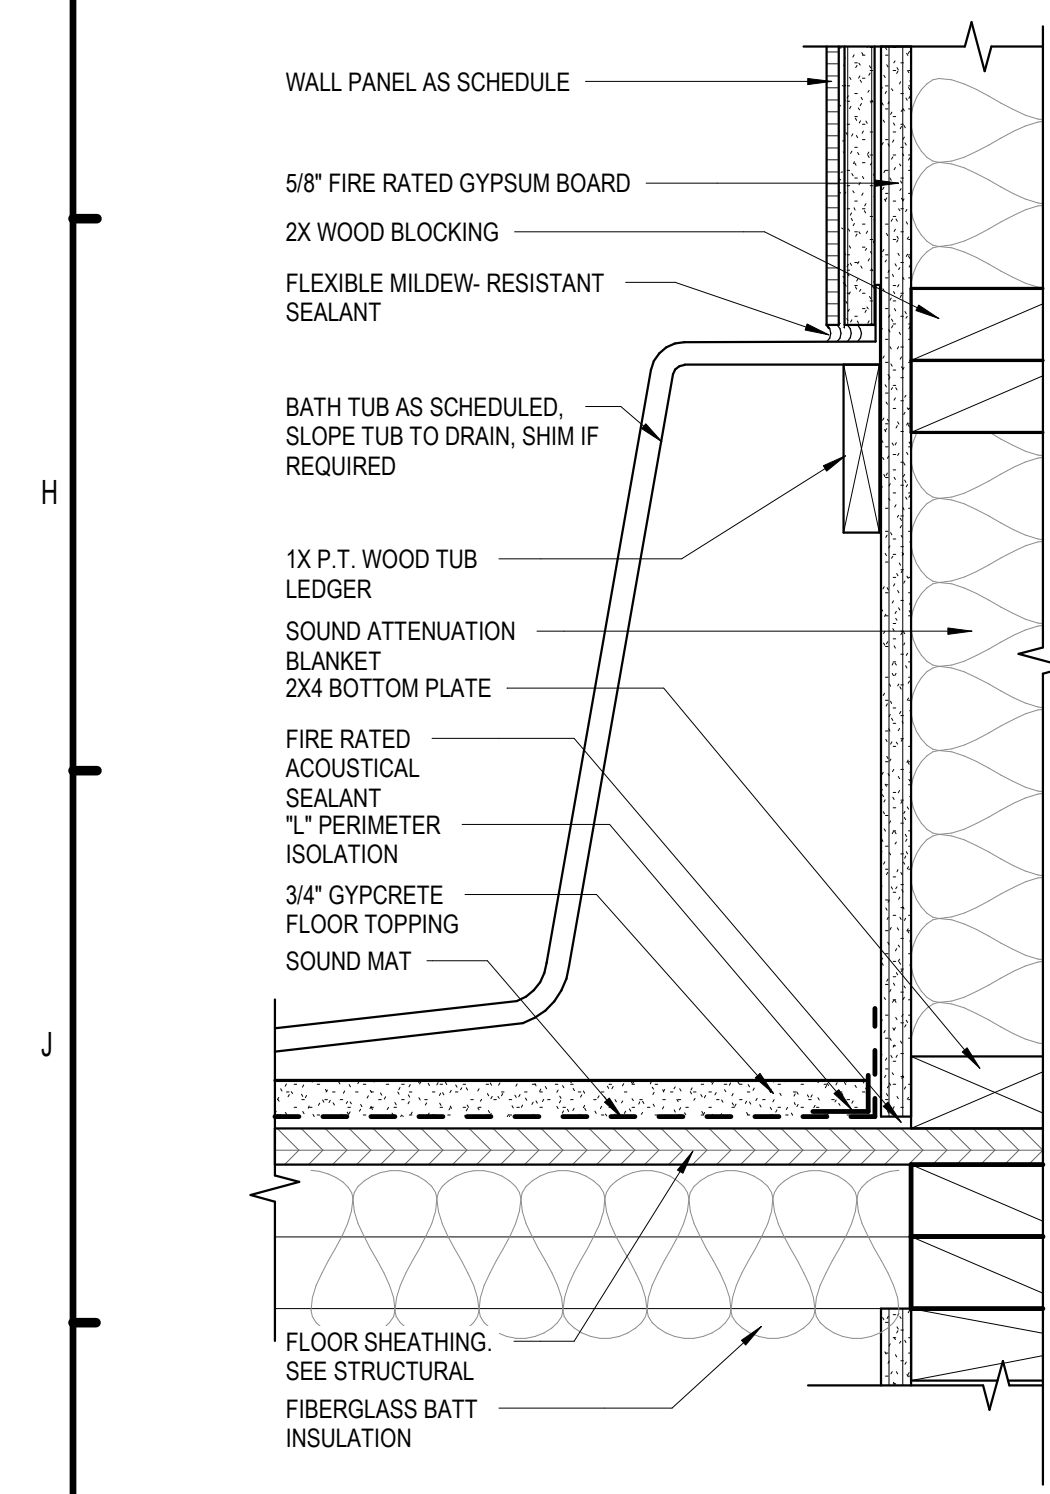 WALL PANEL AS SCHEDULE
5/8" FIRE RATED GYPSUM BOARD
2X WOOD BLOCKING
FLEXIBLE MILDEW- RESISTANT
SEALANT
BATH TUB AS SCHEDULED,
SLOPE TUB TO DRAIN, SHIM IF
REQUIRED
H
1X P.T. WOOD TUB
LEDGER
SOUND ATTENUATION
BLANKET
2X4 BOTTOM PLATE
FIRE RATED
ACOUSTICAL
SEALANT
"L" PERIMETER
ISOLATION
3/4" GYPCRETE
FLOOR TOPPING
SOUND MAT
J
FLOOR SHEATHING.
SEE STRUCTURAL
FIBERGLASS BATT
INSULATION